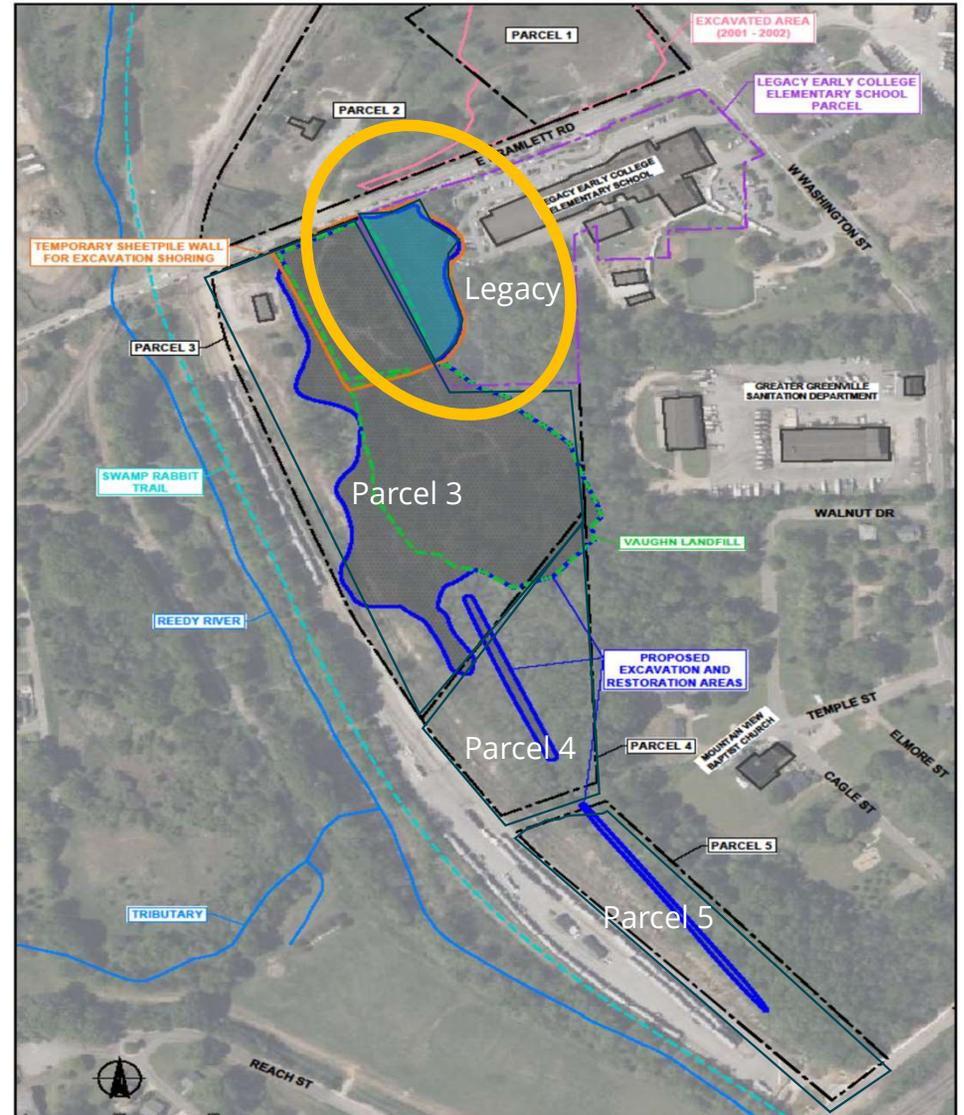 EXCAVATED AREA
(2001 - 2002)
PARCEL 1
LEGACY EARLY COLLEGE
ELEMENTARY SCHOOL
PARCEL
PARCEL 2
E BRAMLETT RD
LEGACY EARLY COLLEGE
ELEMENTARY SCHOOL
W WASHINGTON ST
TEMPORARY SHEETPILE WALL
FOR EXCAVATION SHORING
Legacy
PARCEL 3
GREATER GREENVILLE
SANITATION DEPARTMENT
SWAMP RABBIT
TRAIL
Parcel 3
WALNUT DR
VAUGHN LANDFILL
REEDY RIVER
PROPOSED
EXCAVATION AND
RESTORATION AREAS
TEMPLE ST
MOUNTAIN VIEW
BAPTIST CHURCH
ELMORE ST
Parcel 4
PARCEL 4
CAGLE ST
PARCEL 5
TRIBUTARY
Parcel 5
REACH ST